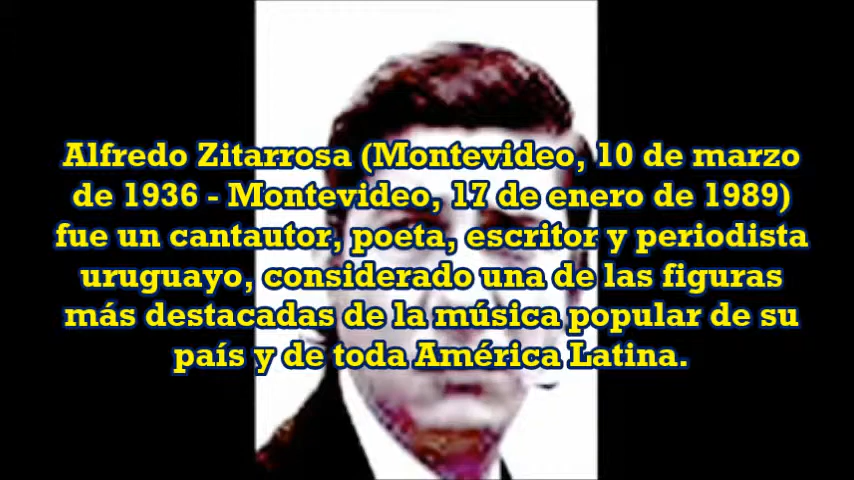 Alfredo Zitarrosa (Montevideo, 10 de marzo
de 1936 - Montevideo, 17 de enero de 1989)
fue un cantautor, poeta, escritor y periodista
uruguayo, considerado una de las figuras
más destacadas de la música popular de su
país y de toda América Latina.